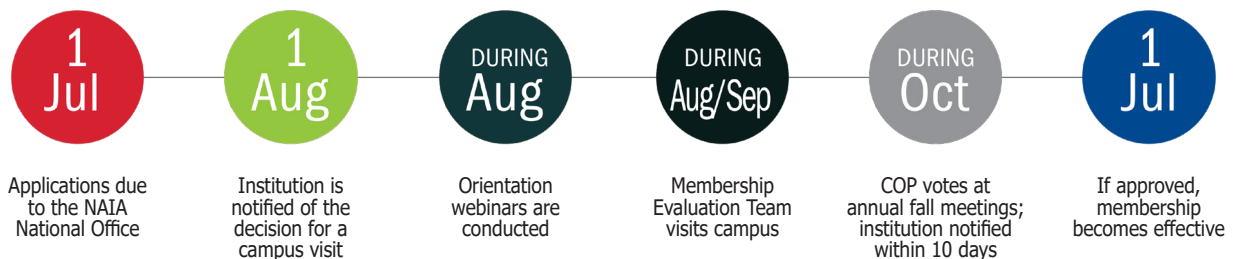 1
Jul
1
Aug
DURING
Aug
DURING
Aug/Sep
DURING
Oct
1
Jul
Applications due
to the NAIA
National Office
Institution is
notified of the
decision for a
campus visit
Orientation
webinars are
conducted
Membership
Evaluation Team
visits campus
COP votes at
annual fall meetings;
institution notified
within 10 days
If approved,
membership
becomes effective